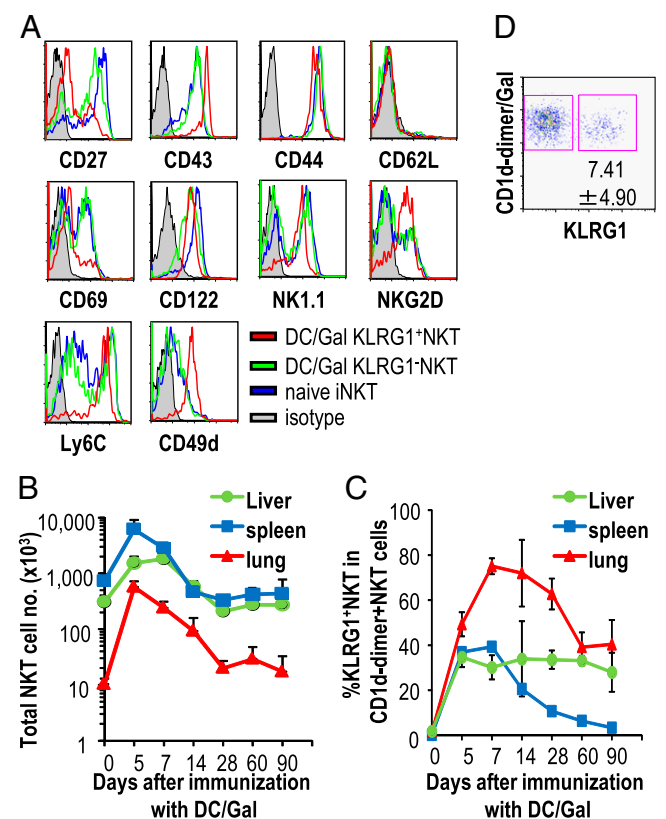 A
CD27 CD43 CD44 CD62L
CD69 CD122 NK1.1 NKG2D
Ly6C CD49d
DC/Gal KLRG1⁺NKT
DC/Gal KLRG1⁻NKT
naive iNKT
isotype
D
CD1d-dimer/Gal
7.41
±4.90
KLRG1
B
Liver
spleen
lung
Total NKT cell no. (x10³)
10,000
1,000
100
10
1
0 5 7 14 28 60 90
Days after immunization
with DC/Gal
C
Liver
spleen
lung
%KLRG1⁺NKT in
CD1d-dimer+NKT cells
100
80
60
40
20
0
0 5 7 14 28 60 90
Days after immunization
with DC/Gal